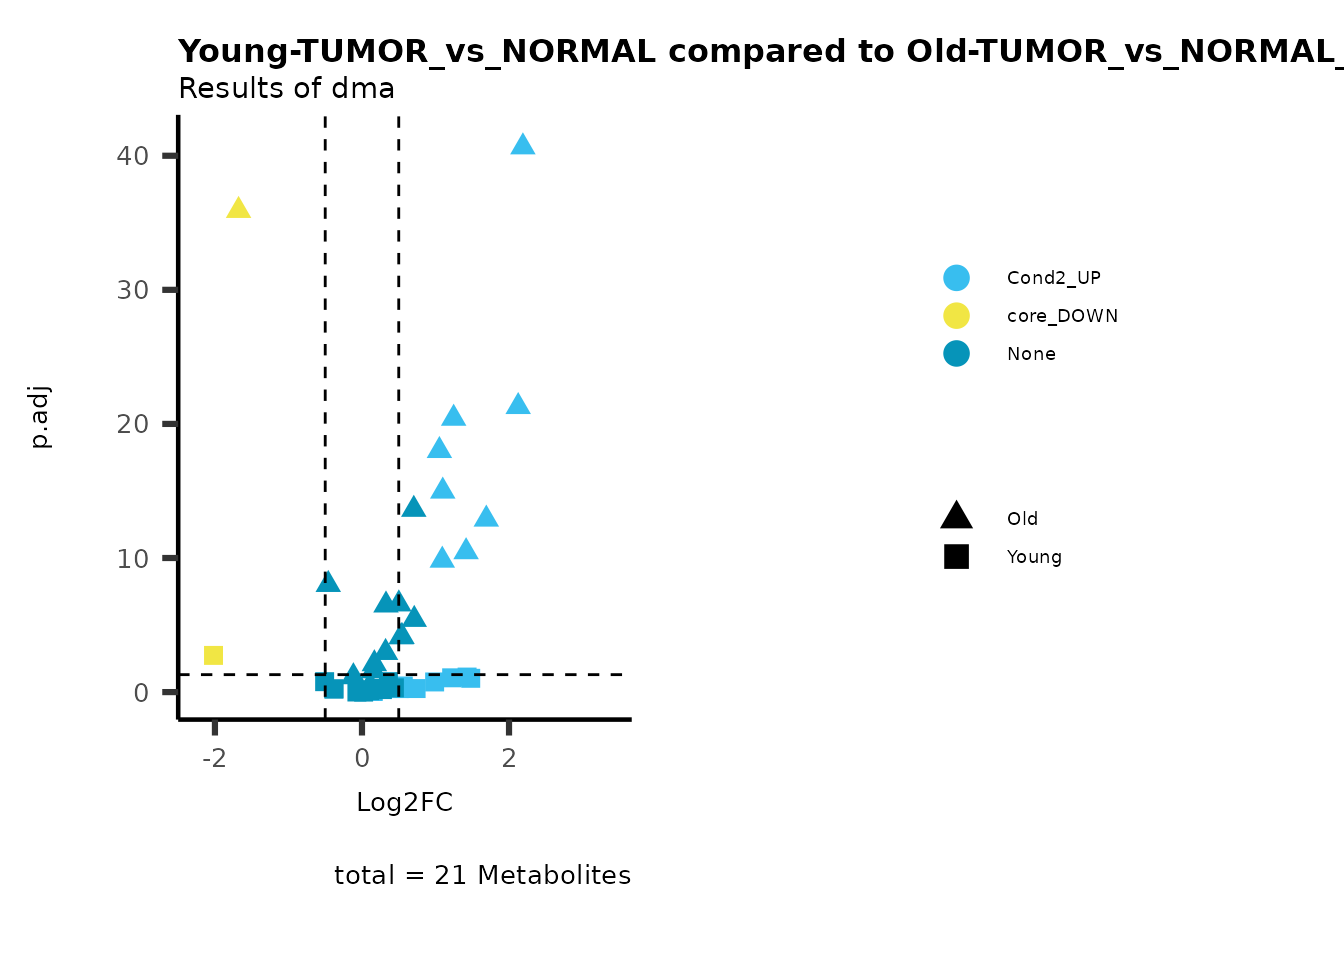 Young-TUMOR_vs_NORMAL compared to Old-TUMOR_vs_NORMAL_
Results of dma
40
30
20
10
0
p.adj
-2
0
2
Log2FC
total = 21 Metabolites
Cond2_UP
core_DOWN
None
Old
Young